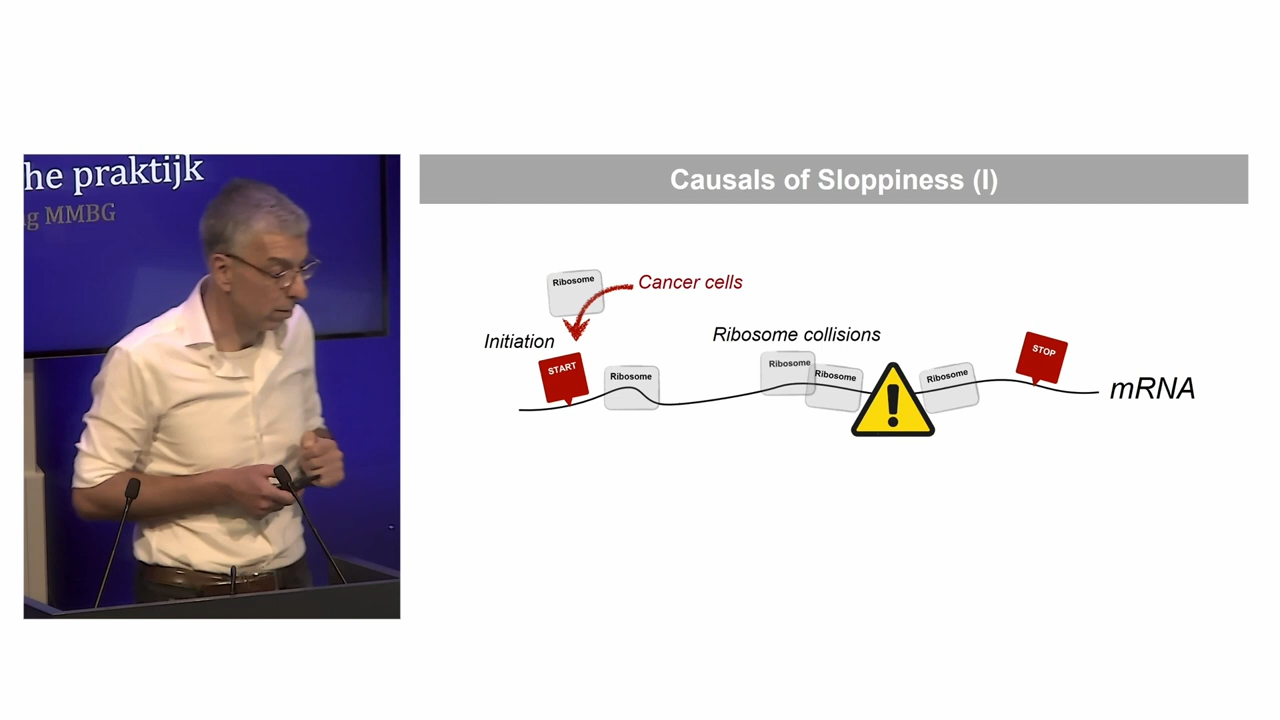 he praktijk
g MMBG
Causals of Sloppiness (I)
Ribosome
Cancer cells
Initiation
Ribosome collisions
START
Ribosome
Ribosome
Ribosome
Ribosome
STOP
mRNA